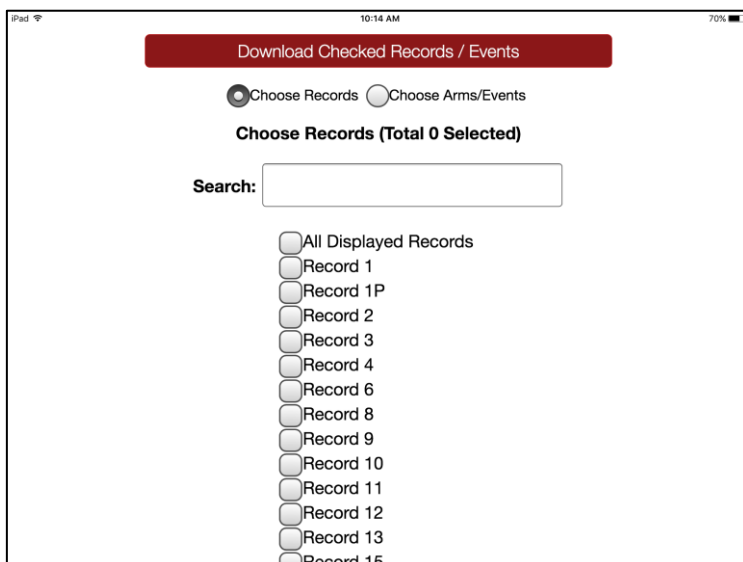 iPad 10:14 AM 70%
Download Checked Records / Events
Choose Records Choose Arms/Events
Choose Records (Total 0 Selected)
Search:
All Displayed Records
Record 1
Record 1P
Record 2
Record 3
Record 4
Record 6
Record 8
Record 9
Record 10
Record 11
Record 12
Record 13
Record 15